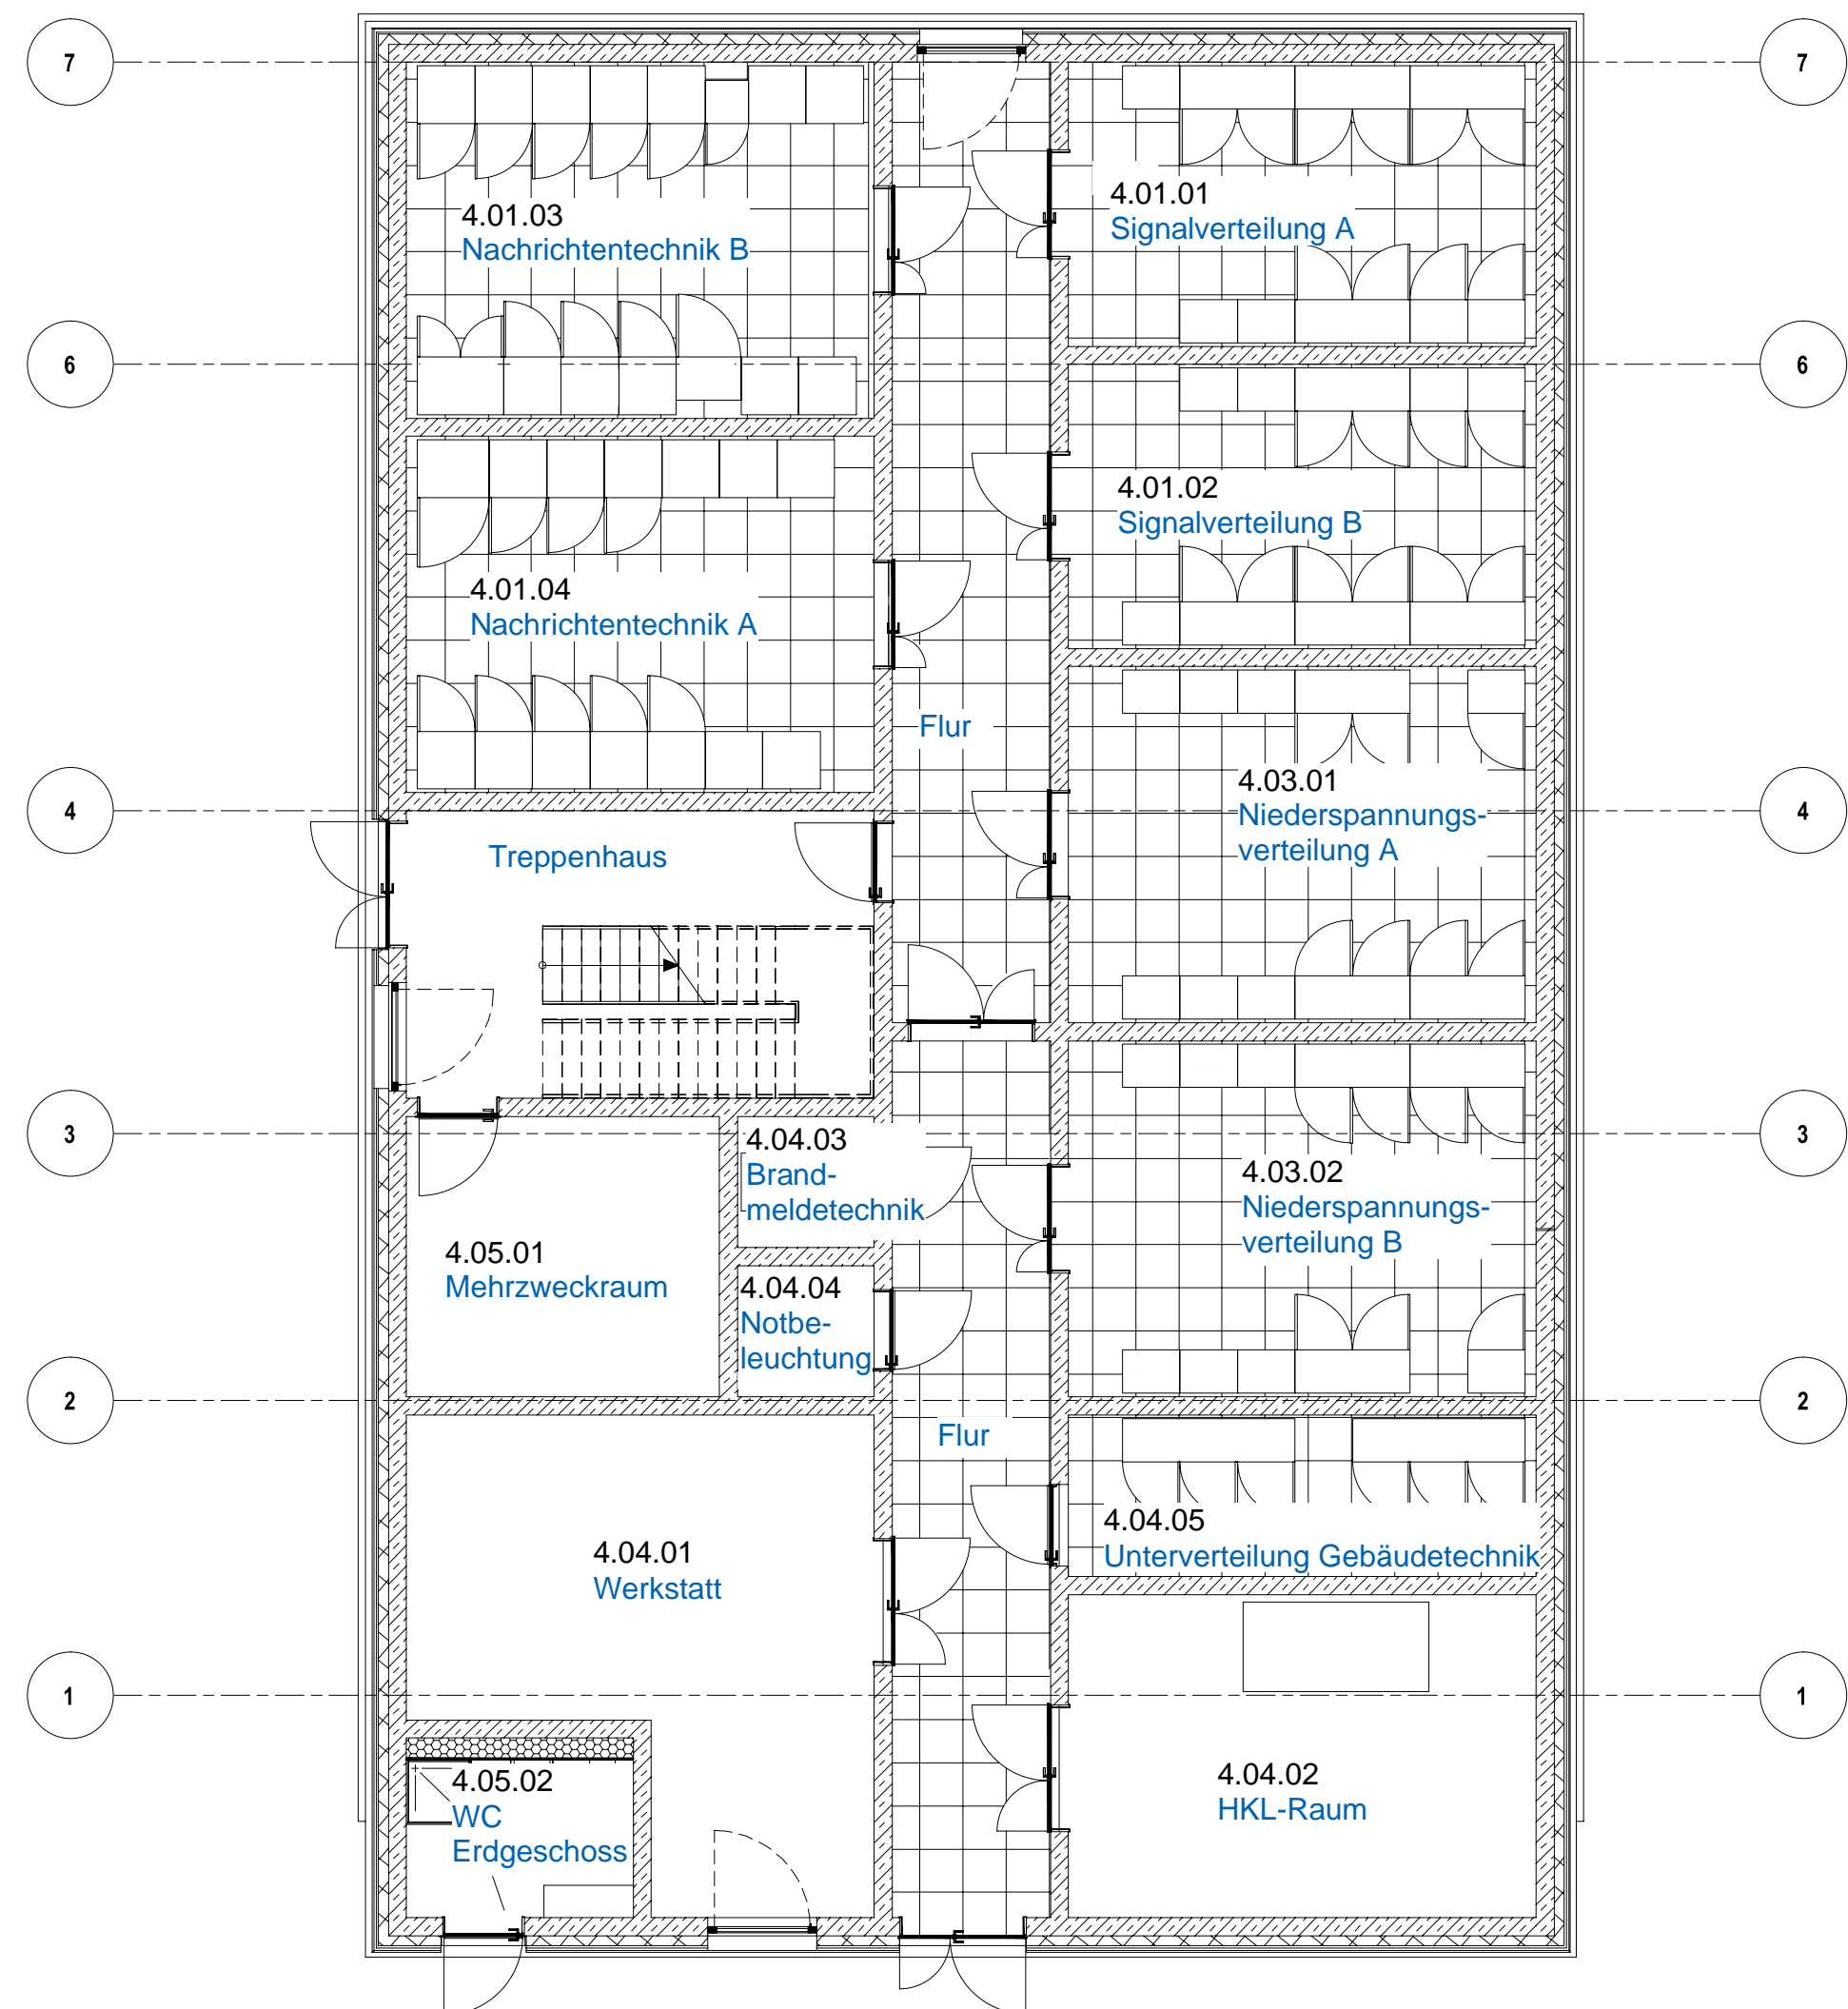 7
7
4.01.01
Signalverteilung A
4.01.03
Nachrichtentechnik B
6
6
4.01.02
Signalverteilung B
4.01.04
Nachrichtentechnik A
Flur
4.03.01
Niederspannungs-
verteilung A
4
4
Treppenhaus
3
3
4.04.03
Brand-
meldetechnik
4.03.02
Niederspannungs-
verteilung B
4.05.01
Mehrzweckraum
4.04.04
Notbe-
leuchtung
2
2
Flur
4.04.05
Unterverteilung Gebäudetechnik
4.04.01
Werkstatt
1
1
4.05.02
WC
Erdgeschoss
4.04.02
HKL-Raum